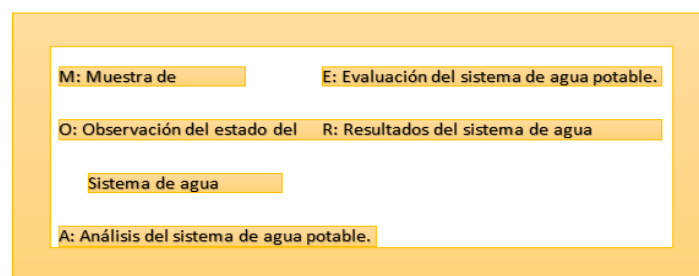 M: Muestra de E: Evaluación del sistema de agua potable.
O: Observación del estado del R: Resultados del sistema de agua
Sistema de agua
A: Análisis del sistema de agua potable.